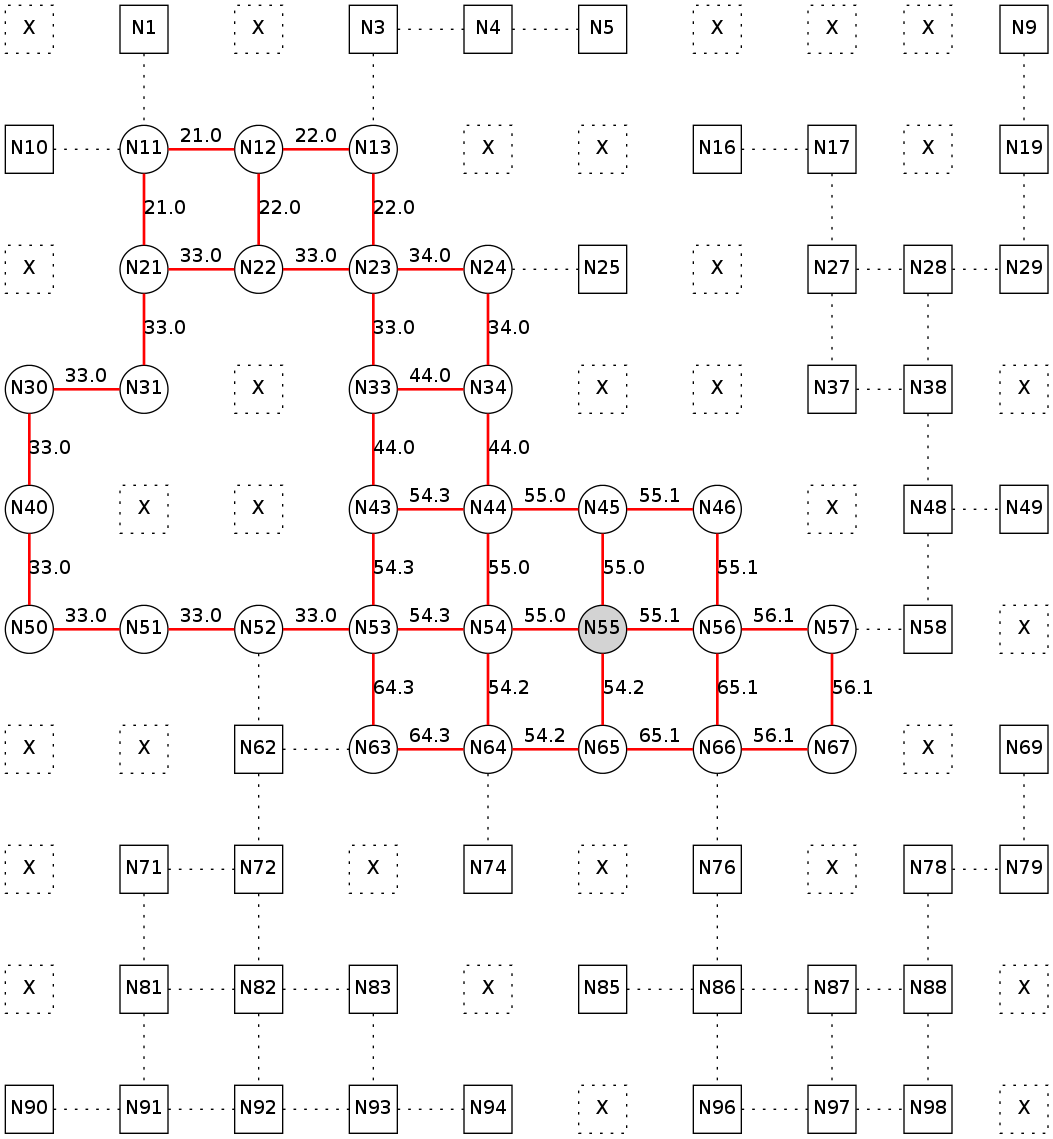 X N1 X N3 N4 N5 X X X N9
21.0 22.0
N10 N11 N12 N13 X X N16 N17 X N19
21.0 22.0 22.0
33.0 33.0 34.0
X N21 N22 N23 N24 N25 X N27 N28 N29
33.0 33.0 34.0
33.0 44.0
N30 N31 X N33 N34 X X N37 N38 X
33.0 44.0 44.0
54.3 55.0 55.1
N40 X X N43 N44 N45 N46 X N48 N49
33.0 54.3 55.0 55.0 55.1
33.0 33.0 33.0 54.3 55.0 55.1 56.1
N50 N51 N52 N53 N54 N55 N56 N57 N58 X
64.3 54.2 54.2 65.1 56.1
64.3 54.2 65.1 56.1
X X N62 N63 N64 N65 N66 N67 X N69
X N71 N72 X N74 X N76 X N78 N79
X N81 N82 N83 X N85 N86 N87 N88 X
N90 N91 N92 N93 N94 X N96 N97 N98 X